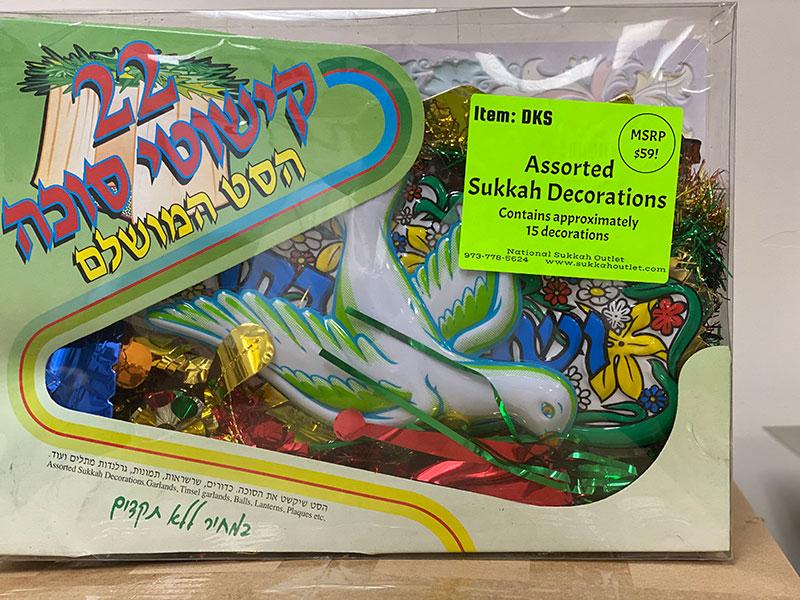 22
קישוטי סוכה
הסט המושלם
Item: DKS
MSRP
$59!
Assorted
Sukkah Decorations
Contains approximately
15 decorations
National Sukkah Outlet
973-778-5624 www.sukkahoutlet.com
הסט שיקשט את הסוכה. כדורים, שרשראות, תמונות, גרלנדות מתלים ועוד.
Assorted Sukkah Decorations.Garlands, Tinsel garlands, Balls, Lanterns, Plaques etc.
במחיר ללא תקדים